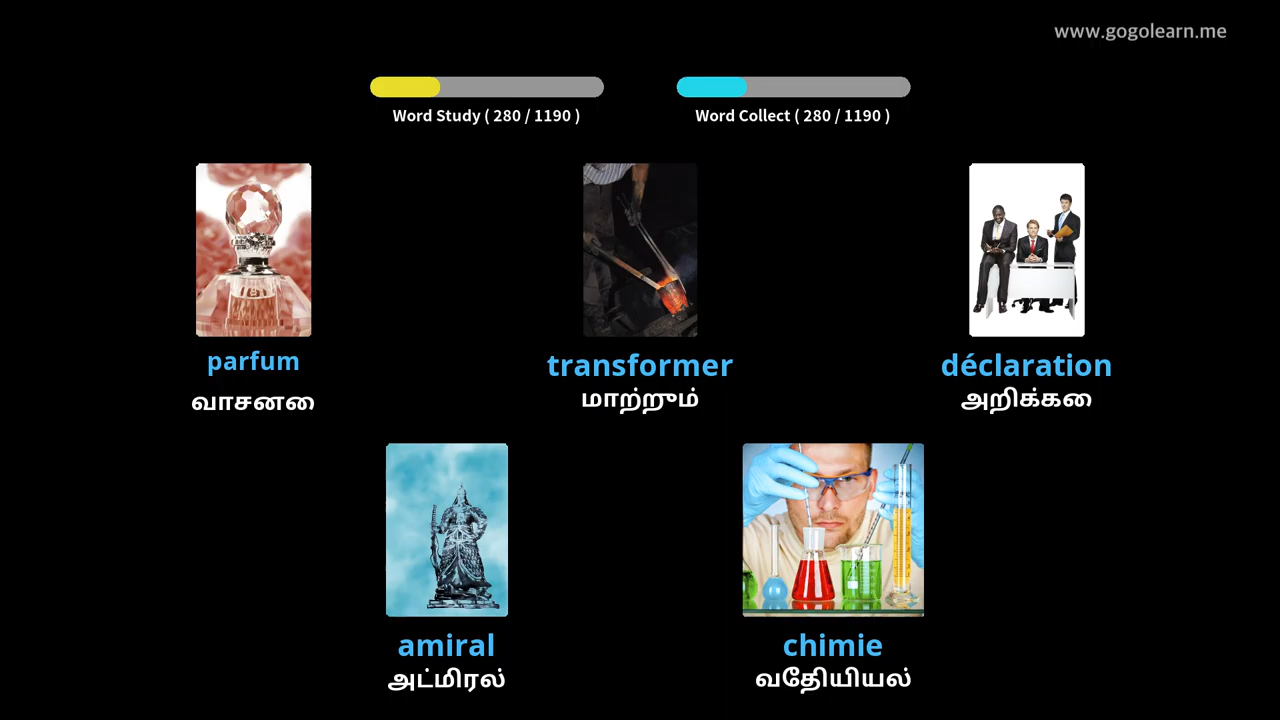 www.gogolearn.me
Word Study ( 280 / 1190 )
Word Collect ( 280 / 1190 )
parfum
வாசனை
transformer
மாற்றும்
déclaration
அறிக்கை
amiral
அட்மிரல்
chimie
வேதியியல்